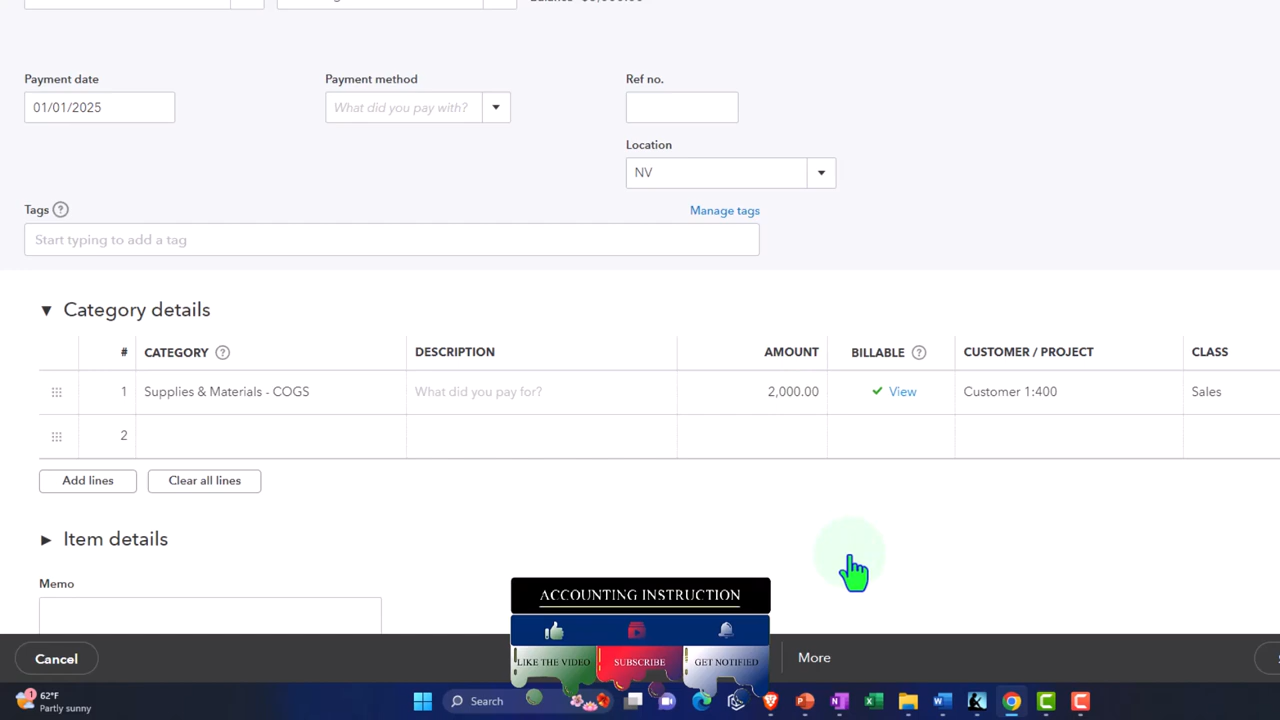 Payment date
Payment method
Ref no.
01/01/2025
What did you pay with?
Location
NV
Tags ?
Manage tags
Start typing to add a tag
Category details
# CATEGORY ? DESCRIPTION AMOUNT BILLABLE ? CUSTOMER / PROJECT CLASS
1 Supplies & Materials - COGS What did you pay for? 2,000.00 View Customer 1:400 Sales
2
Add lines Clear all lines
Item details
Memo
ACCOUNTING INSTRUCTION
LIKE THE VIDEO SUBSCRIBE GET NOTIFIED
Cancel
More
1
62°F
Partly sunny
Search